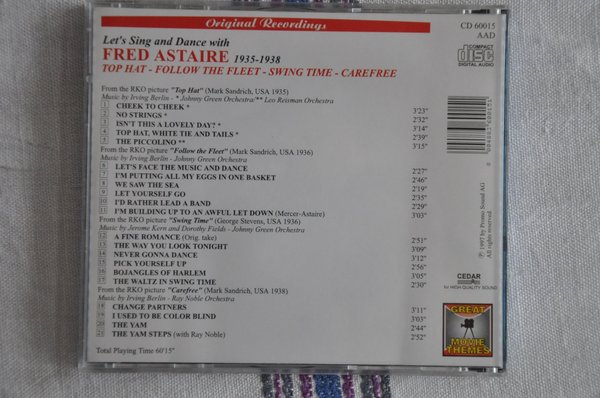 Original Recordings
CD 60015
AAD
COMPACT
disc
DIGITAL AUDIO
Let's Sing and Dance with
FRED ASTAIRE 1935-1938
TOP HAT - FOLLOW THE FLEET - SWING TIME - CAREFREE
From the RKO picture "Top Hat" (Mark Sandrich, USA 1935)
Music by Irving Berlin - * Johnny Green Orchestra/** Leo Reisman Orchestra
1 CHEEK TO CHEEK * 3'23"
2 NO STRINGS * 2'32"
3 ISN'T THIS A LOVELY DAY? * 3'14"
4 TOP HAT, WHITE TIE AND TAILS * 2'39"
5 THE PICCOLINO ** 3'15"
From the RKO picture "Follow the Fleet" (Mark Sandrich, USA 1936)
Music by Irving Berlin - Johnny Green Orchestra
6 LET'S FACE THE MUSIC AND DANCE 2'27"
7 I'M PUTTING ALL MY EGGS IN ONE BASKET 2'46"
8 WE SAW THE SEA 2'19"
9 LET YOURSELF GO 2'35"
10 I'D RATHER LEAD A BAND 2'29"
11 I'M BUILDING UP TO AN AWFUL LET DOWN (Mercer-Astaire) 3'03"
From the RKO picture "Swing Time" (George Stevens, USA 1936)
Music by Jerome Kern and Dorothy Fields - Johnny Green Orchestra
12 A FINE ROMANCE (Orig. take) 2'51"
13 THE WAY YOU LOOK TONIGHT 3'09"
14 NEVER GONNA DANCE 3'12"
15 PICK YOURSELF UP 2'56"
16 BOJANGLES OF HARLEM 3'05"
17 THE WALTZ IN SWING TIME 2'30"
From the RKO picture "Carefree" (Mark Sandrich, USA 1938)
Music by Irving Berlin - Ray Noble Orchestra
18 CHANGE PARTNERS 3'11"
19 I USED TO BE COLOR BLIND 3'03"
20 THE YAM 2'44"
21 THE YAM STEPS (with Ray Noble) 2'52"
Total Playing Time 60'15"
℗ 1997 by Promo Sound AG
CEDAR
for HIGH QUALITY SOUND
GREAT
MOVIE
THEMES